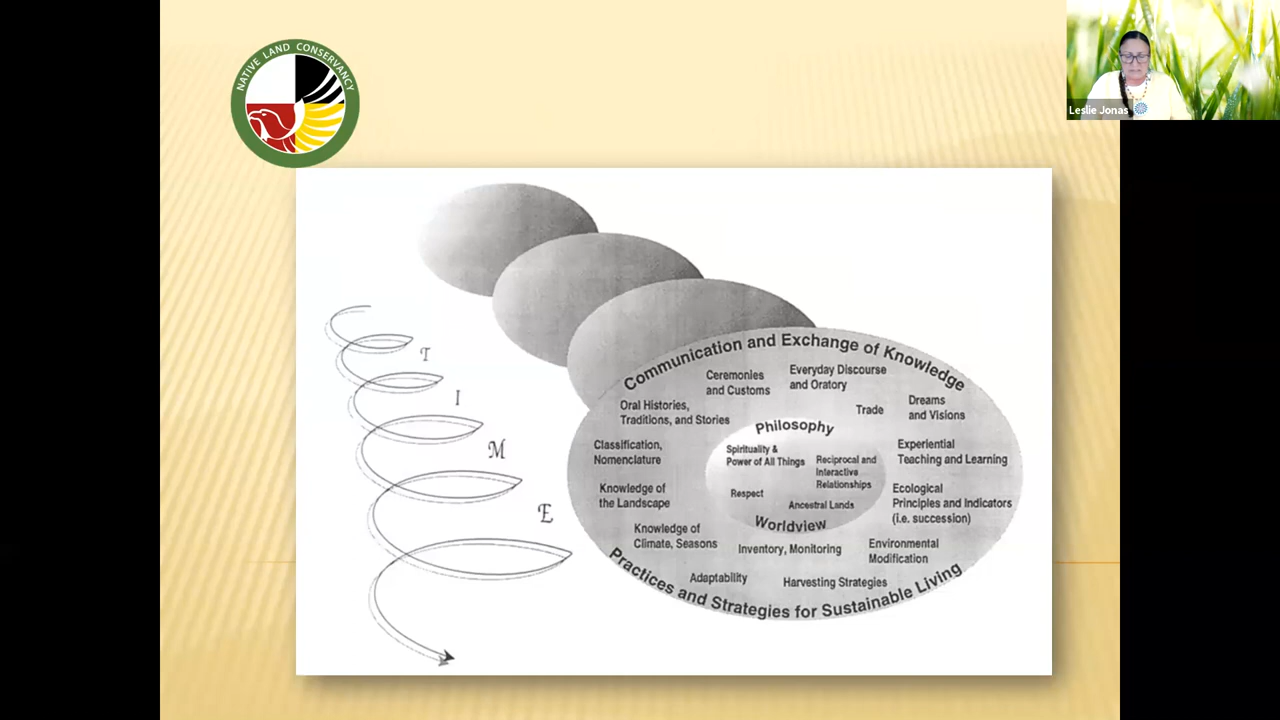 NATIVE LAND CONSERVANCY
Leslie Jonas
T
I
M
E
Communication and Exchange of Knowledge
Ceremonies
and Customs
Everyday Discourse
and Oratory
Oral Histories,
Traditions, and Stories
Trade
Dreams
and Visions
Classification,
Nomenclature
Experiential
Teaching and Learning
Knowledge of
the Landscape
Ecological
Principles and Indicators
(i.e. succession)
Knowledge of
Climate, Seasons
Inventory, Monitoring
Environmental
Modification
Adaptability
Harvesting Strategies
Practices and Strategies for Sustainable Living
Philosophy
Spirituality &
Power of All Things
Reciprocal and
Interactive
Relationships
Respect
Ancestral Lands
Worldview